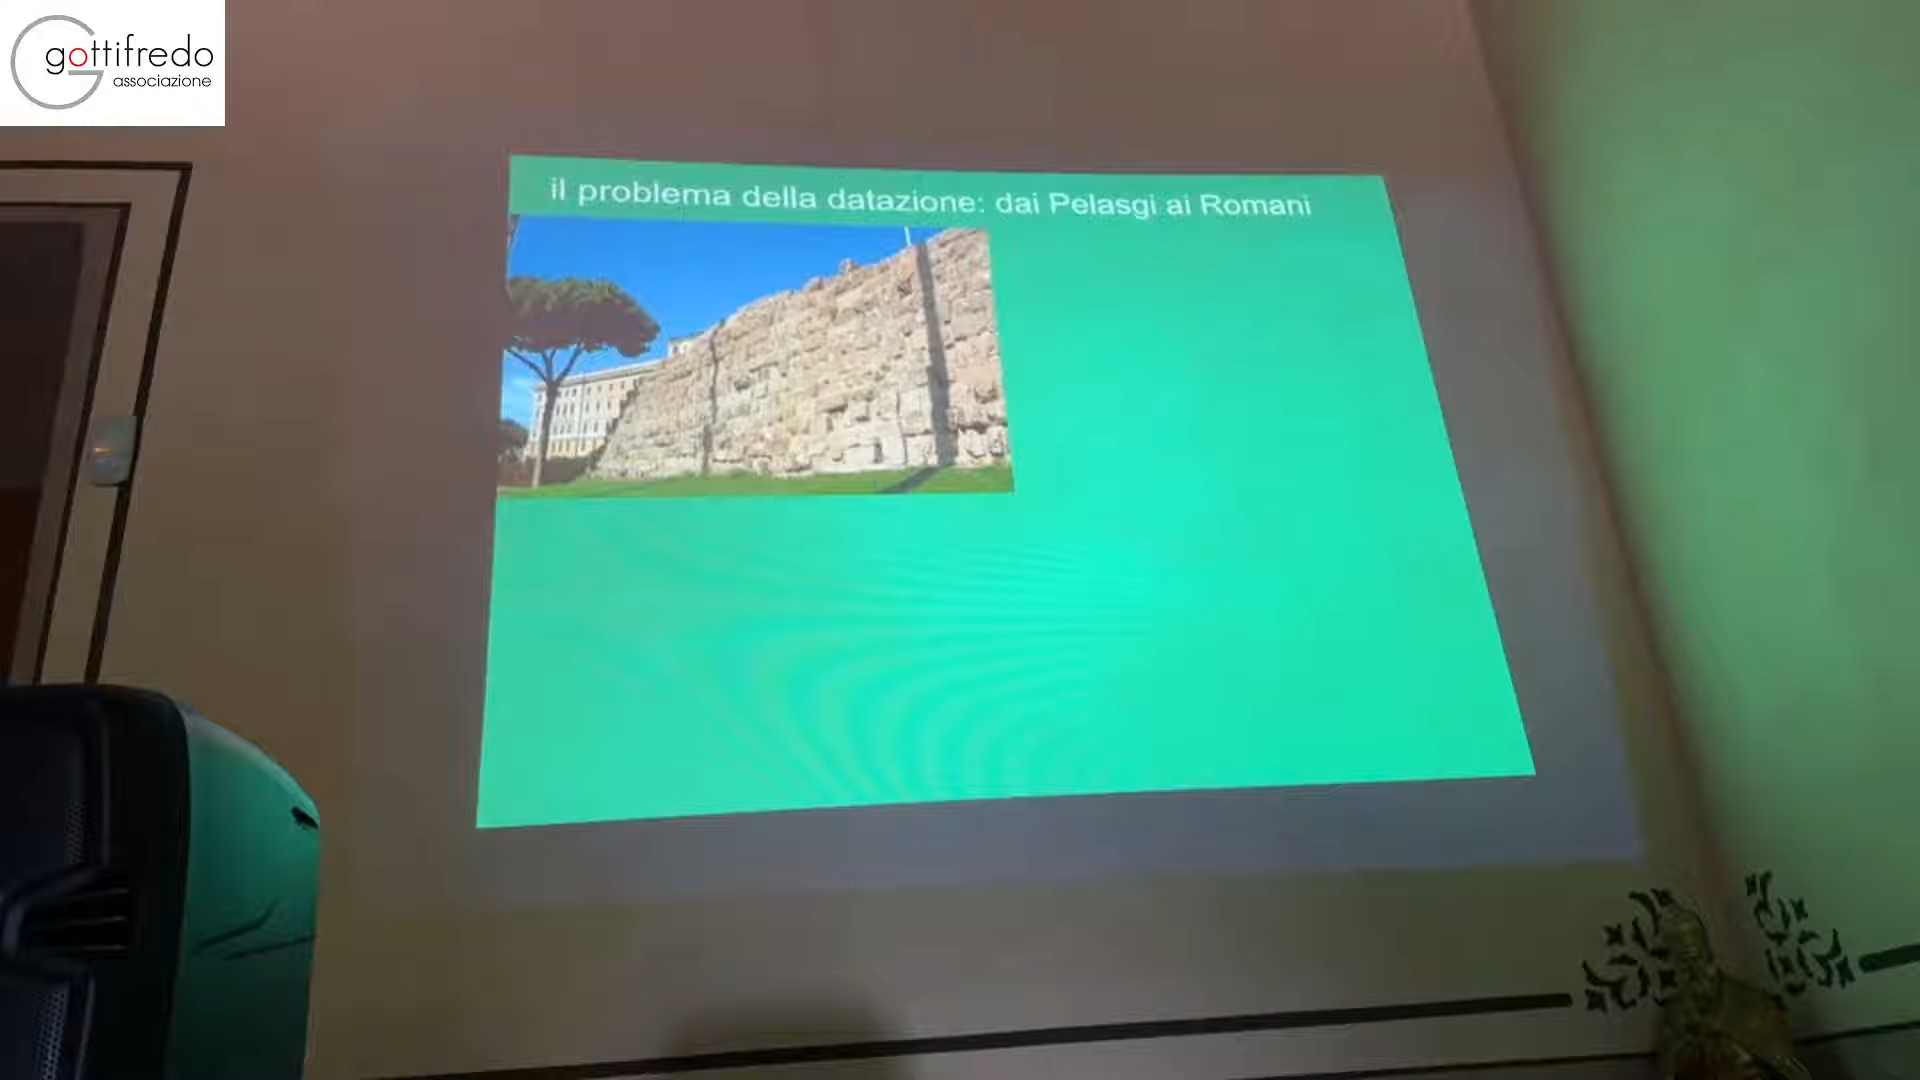 gottifredo
associazione
il problema della datazione: dai Pelasgi ai Romani